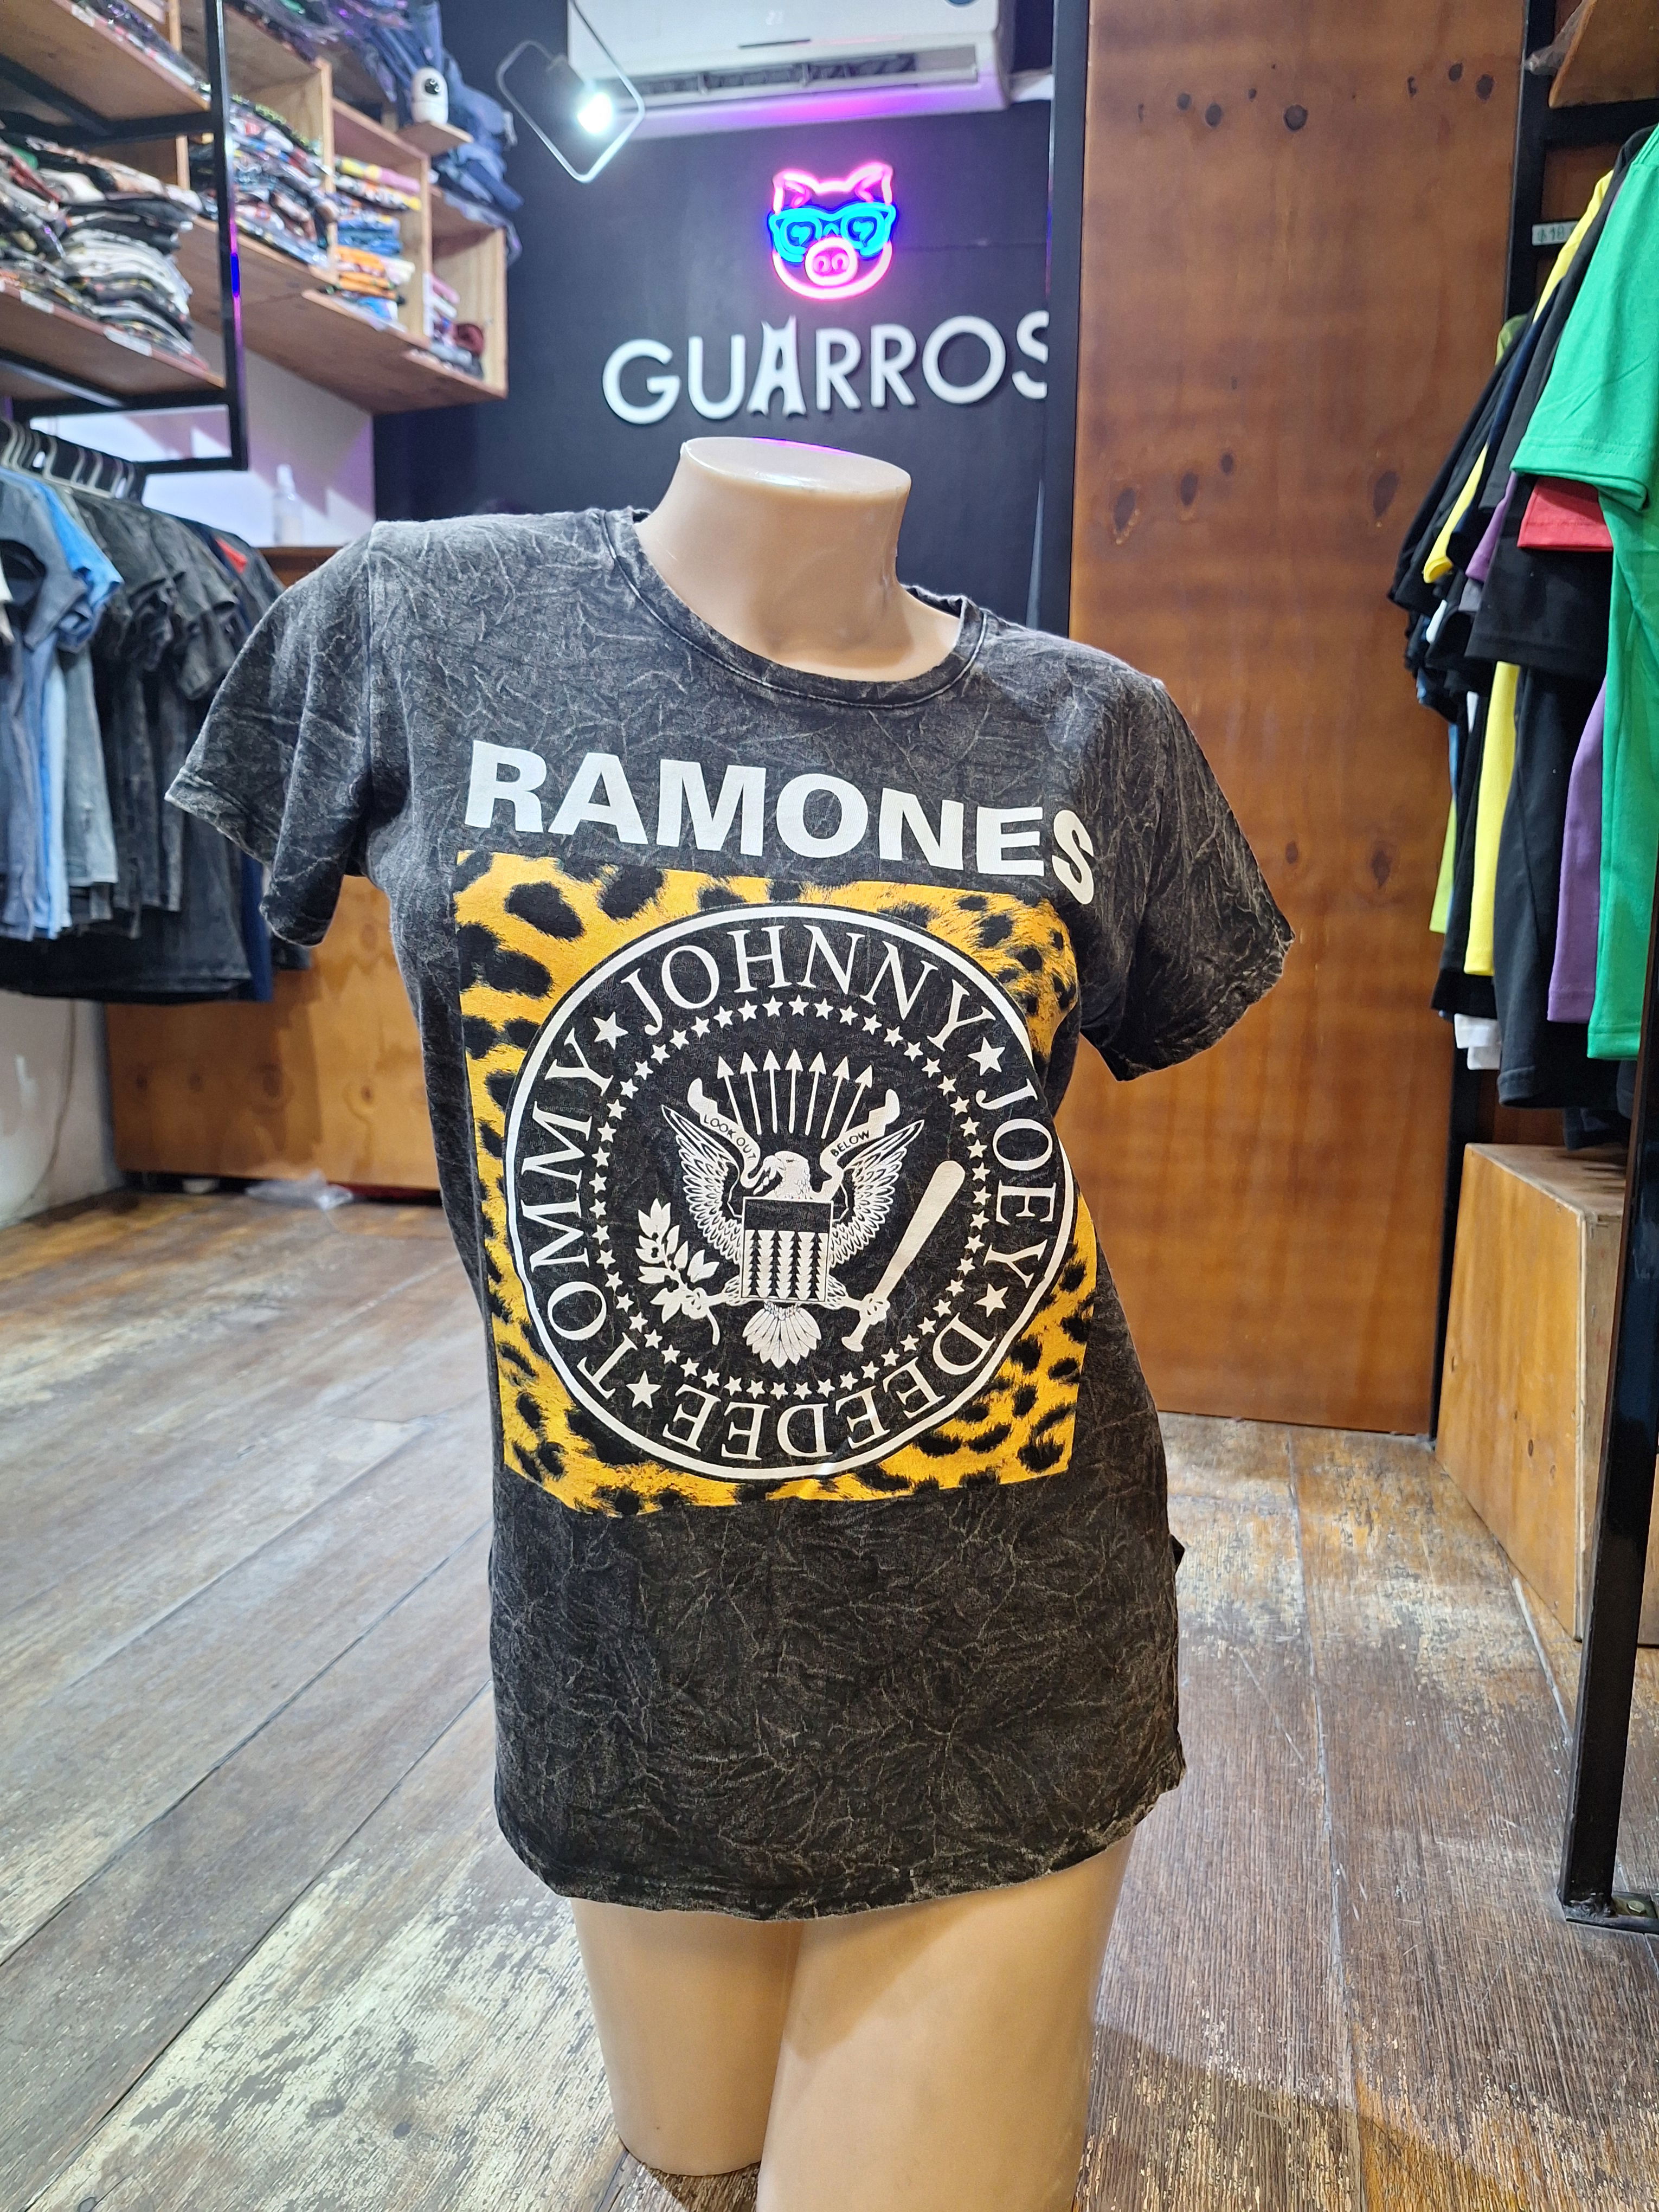 GUARROS
RAMONES
TOMMY ★ JOHNNY ★ JOEY ★ DEEDEE ★
LOOK OUT BELOW